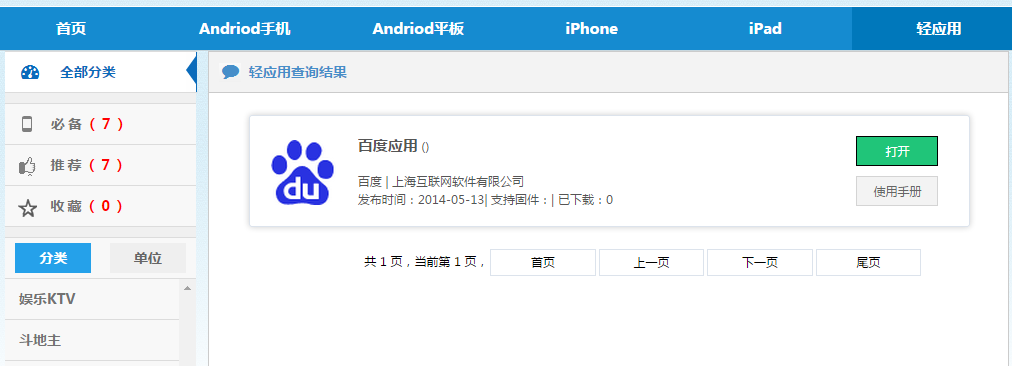 首页 Andriod手机 Andriod平板 iPhone iPad 轻应用
全部分类
必备（7）
推荐（7）
收藏（0）
分类 单位
娱乐KTV
斗地主
轻应用查询结果
du
百度应用 ()
百度 | 上海互联网软件有限公司
发布时间：2014-05-13| 支持固件：| 已下载：0
打开
使用手册
共 1 页，当前第 1 页， 首页 上一页 下一页 尾页